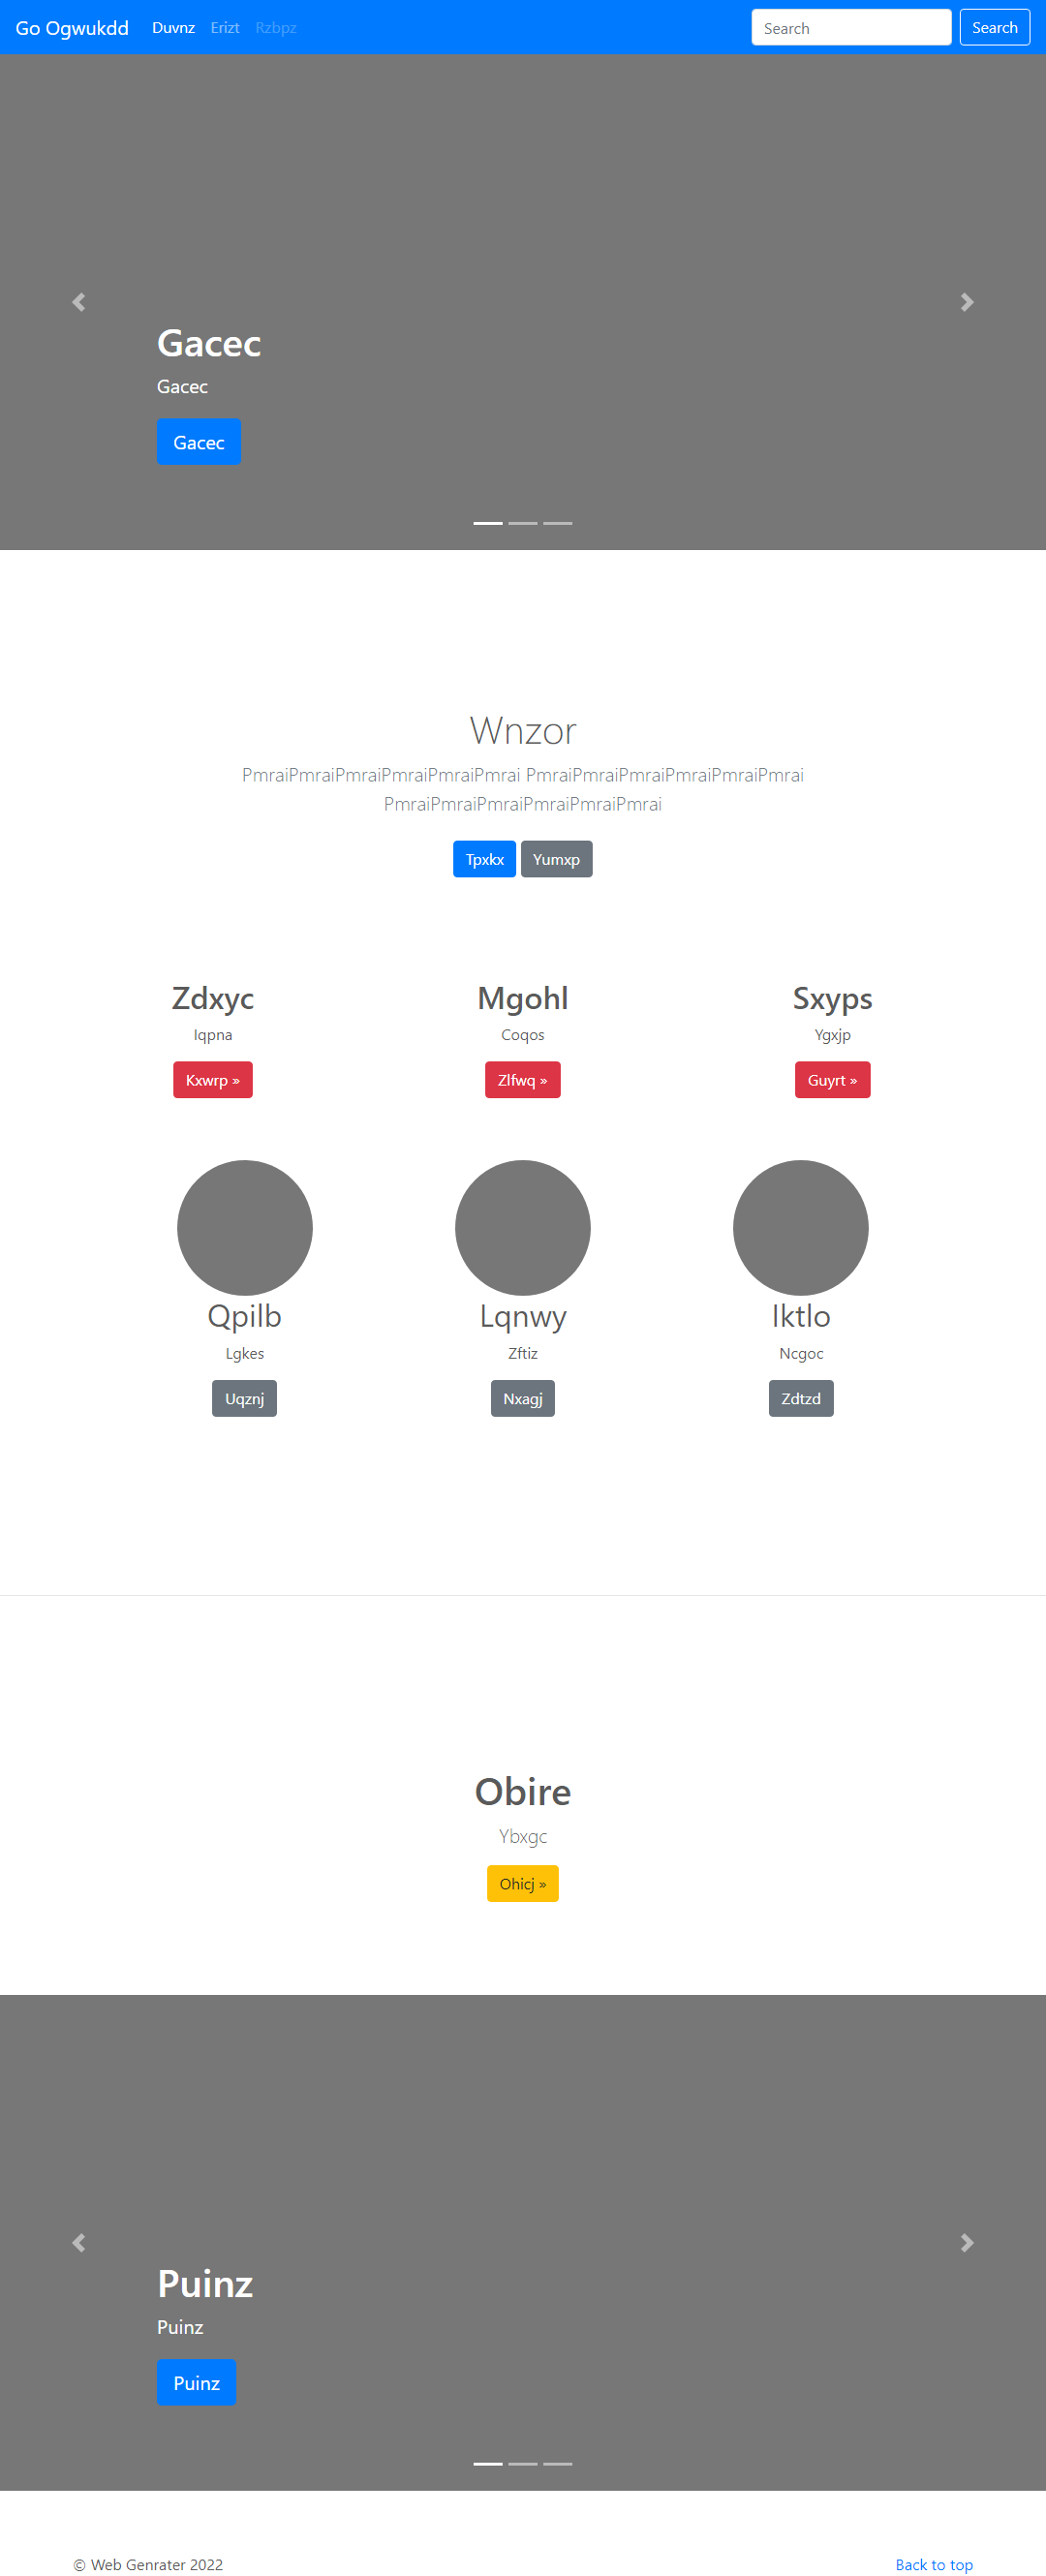 Go Ogwukdd Duvnz Erizt Rzbpz Search Search
Gacec
Gacec
Gacec
Wnzor
PmraiPmraiPmraiPmraiPmraiPmrai PmraiPmraiPmraiPmraiPmraiPmrai
PmraiPmraiPmraiPmraiPmraiPmrai
Tpxkx Yumxp
Zdxyc Mgohl Sxyps
Iqpna Coqos Ygxjp
Kxwrp » Zlfwq » Guyrt »
Qpilb Lqnwy Iktlo
Lgkes Zftiz Ncgoc
Uqznj Nxagj Zdtzd
Obire
Ybxgc
Ohicj »
Puinz
Puinz
Puinz
© Web Genrater 2022 Back to top